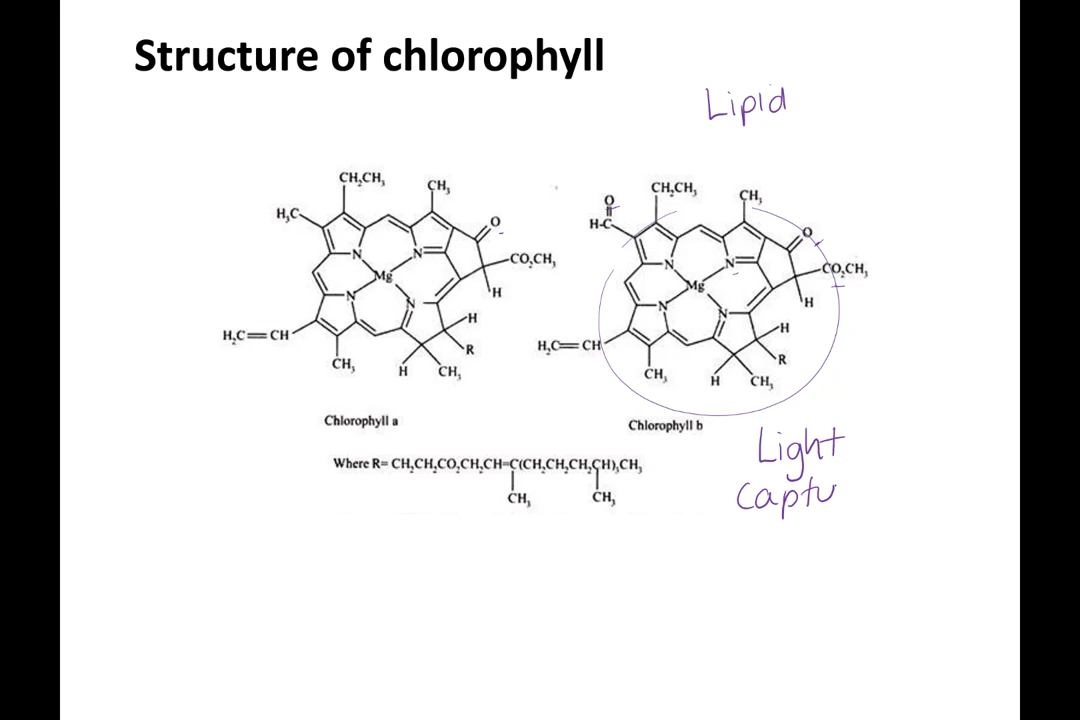 Structure of chlorophyll
Lipid
CH₂CH₃
CH₃
H₃C
O
N
N
Mg
CO₂CH₃
N
N
H
H
H₂C=CH
R
CH₃
H
CH₃
Chlorophyll a
CH₂CH₃
CH₃
O
H-C
O
N
N
Mg
CO₂CH₃
N
N
H
H
H₂C=CH
R
CH₃
H
CH₃
Chlorophyll b
Light
Captu
Where R= CH₂CH₂CO₂CH₂CH=C(CH₂CH₂CH₂CH)₃CH₃
CH₃
CH₃